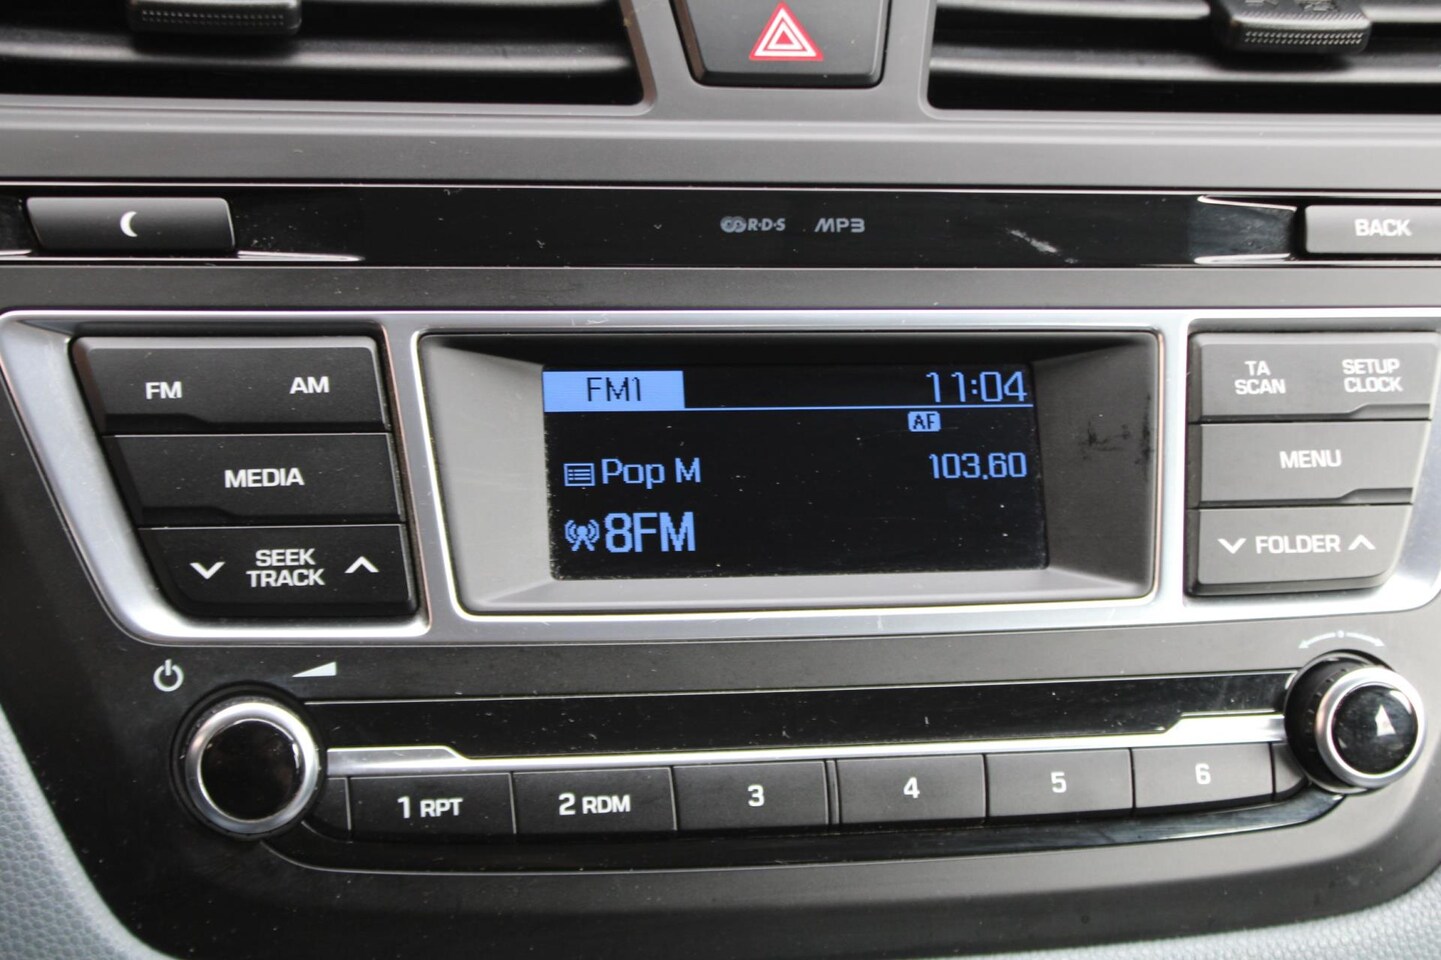 R·D·S MP3
BACK
FM AM
MEDIA
SEEK
TRACK
FM1 11:04
AF
Pop M 103.60
8FM
TA
SCAN
SETUP
CLOCK
MENU
FOLDER
1 RPT 2 RDM 3 4 5 6